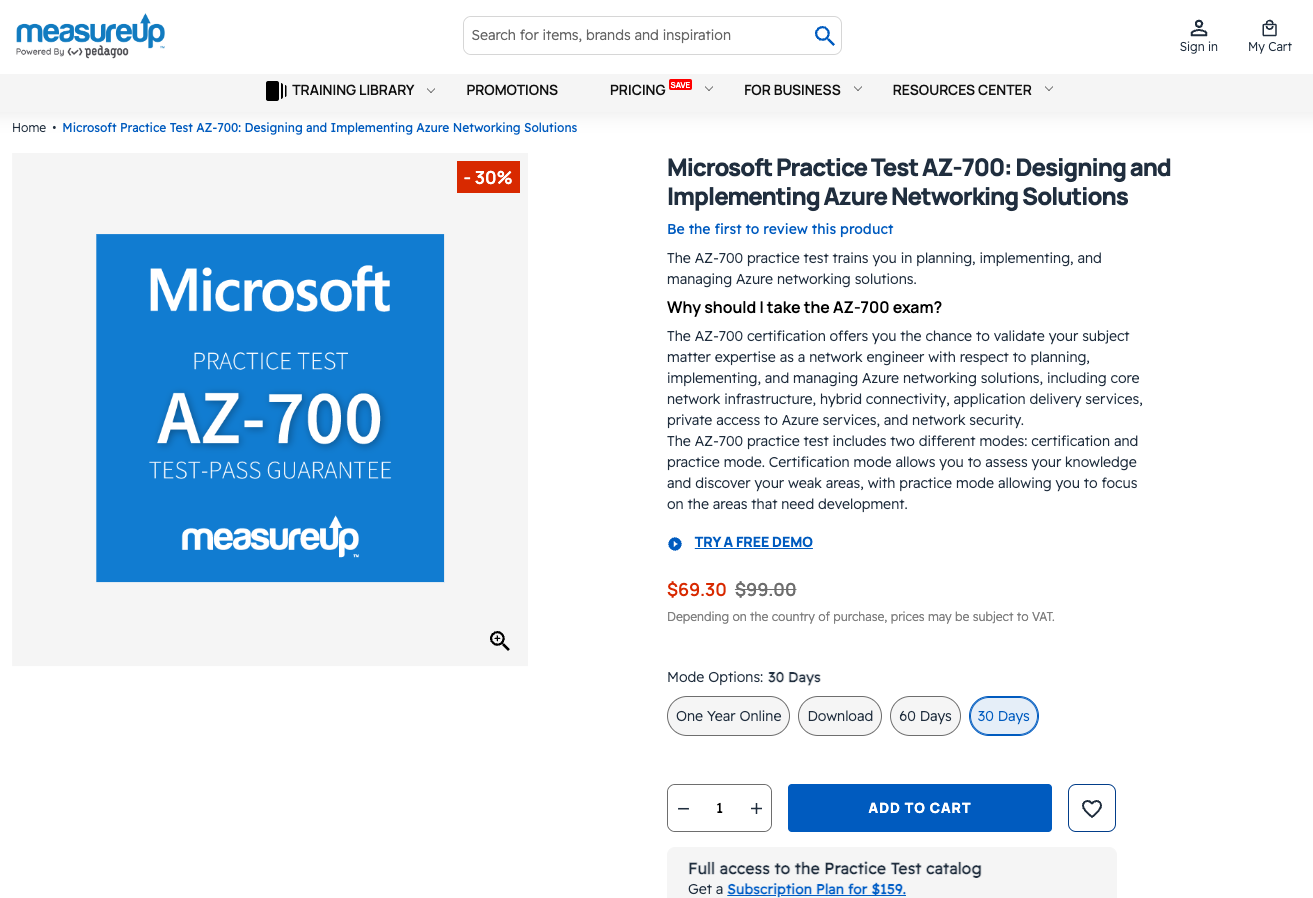 measureup™
Powered By pedagoo
Search for items, brands and inspiration
Sign in
My Cart
TRAINING LIBRARY
PROMOTIONS
PRICING SAVE
FOR BUSINESS
RESOURCES CENTER
Home • Microsoft Practice Test AZ-700: Designing and Implementing Azure Networking Solutions
- 30%
Microsoft
PRACTICE TEST
AZ-700
TEST-PASS GUARANTEE
measureup™
Microsoft Practice Test AZ-700: Designing and
Implementing Azure Networking Solutions
Be the first to review this product
The AZ-700 practice test trains you in planning, implementing, and
managing Azure networking solutions.
Why should I take the AZ-700 exam?
The AZ-700 certification offers you the chance to validate your subject
matter expertise as a network engineer with respect to planning,
implementing, and managing Azure networking solutions, including core
network infrastructure, hybrid connectivity, application delivery services,
private access to Azure services, and network security.
The AZ-700 practice test includes two different modes: certification and
practice mode. Certification mode allows you to assess your knowledge
and discover your weak areas, with practice mode allowing you to focus
on the areas that need development.
TRY A FREE DEMO
$69.30 $99.00
Depending on the country of purchase, prices may be subject to VAT.
Mode Options: 30 Days
One Year Online
Download
60 Days
30 Days
− 1 +
ADD TO CART
Full access to the Practice Test catalog
Get a Subscription Plan for $159.